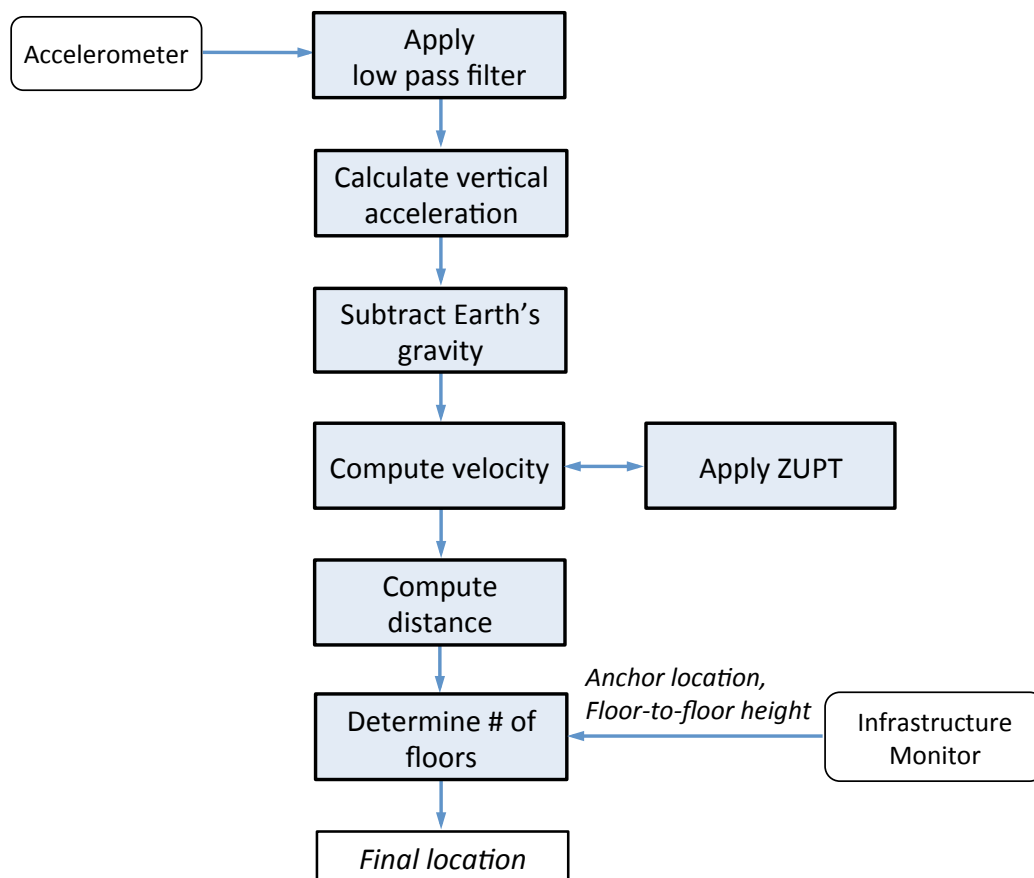 Accelerometer
Apply
low pass filter
Calculate vertical
acceleration
Subtract Earth’s
gravity
Compute velocity
Apply ZUPT
Compute
distance
Anchor location,
Floor-to-floor height
Determine # of
floors
Infrastructure
Monitor
Final location